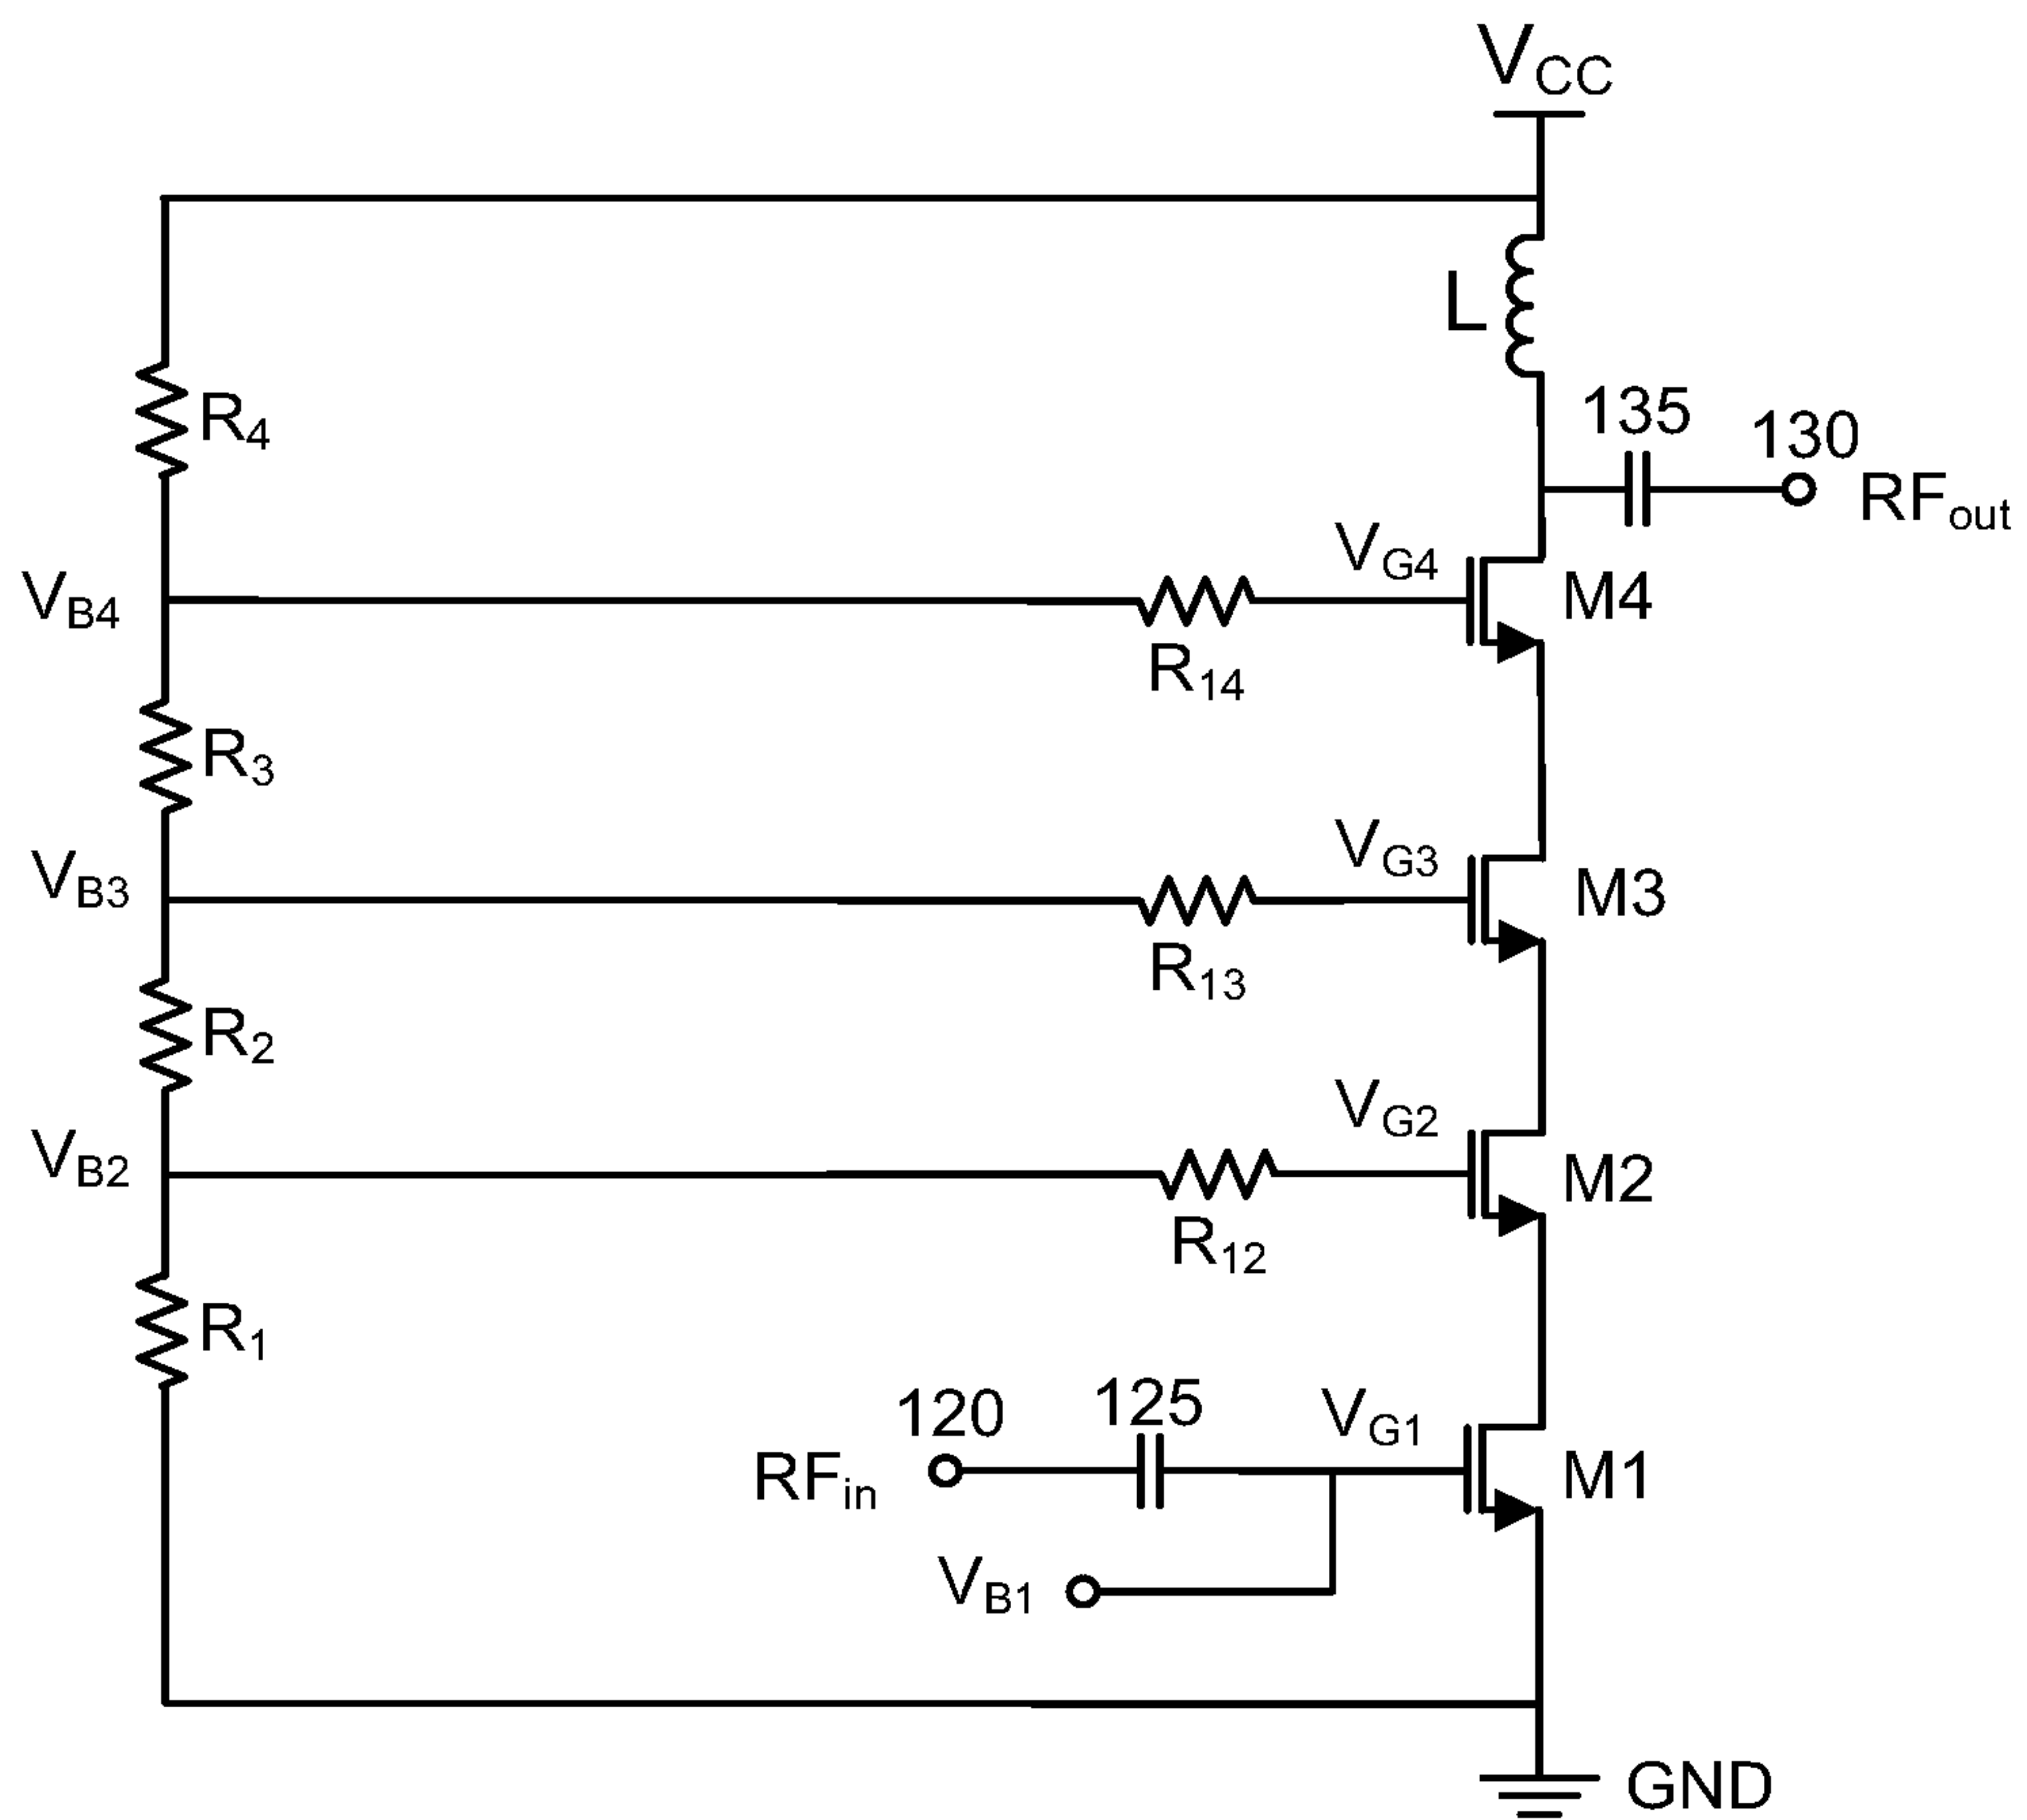 VCC
L
135
130
RFout
R4
VG4
M4
VB4
R14
R3
VG3
M3
VB3
R13
R2
VG2
M2
VB2
R12
R1
120
125
VG1
M1
RFin
VB1
GND